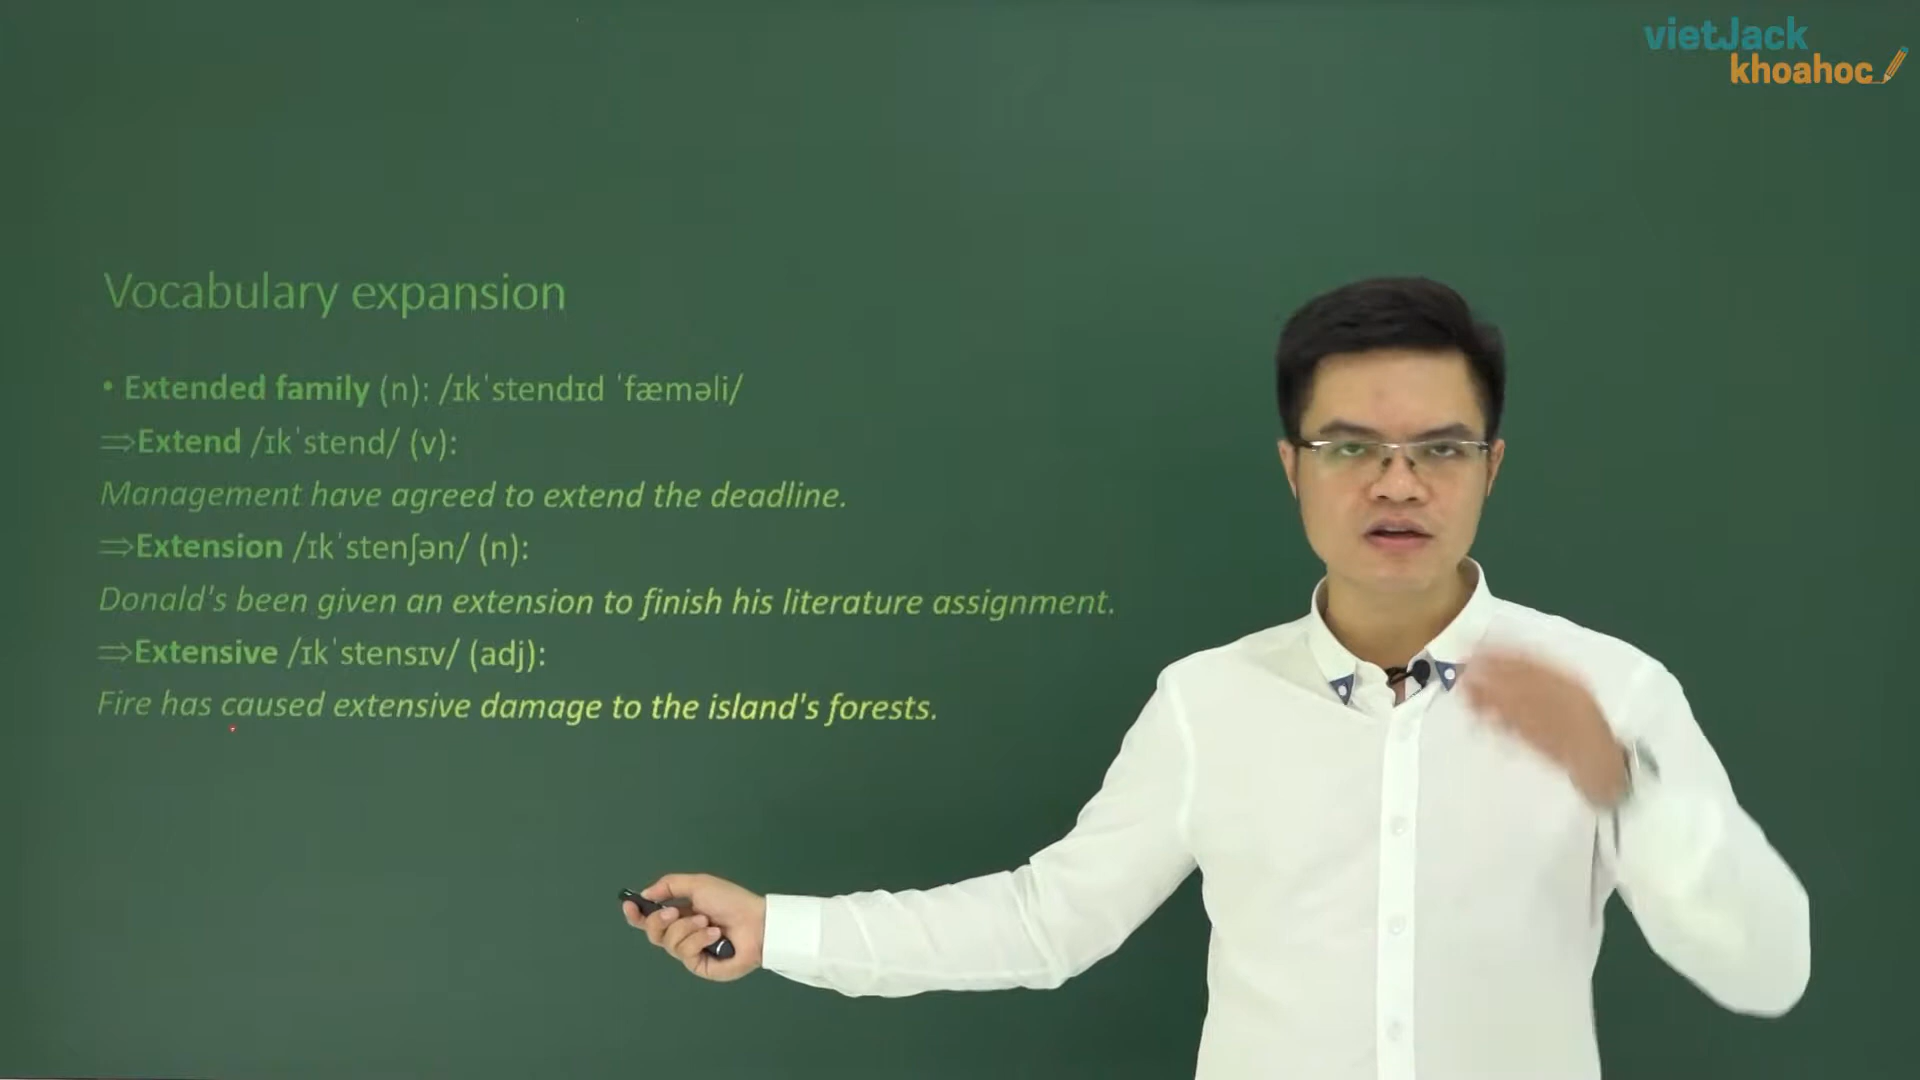 vietJack
khoahoc
Vocabulary expansion
• Extended family (n): /ɪkˈstendɪd ˈfæməli/
⇒Extend /ɪkˈstend/ (v):
Management have agreed to extend the deadline.
⇒Extension /ɪkˈstenʃən/ (n):
Donald's been given an extension to finish his literature assignment.
⇒Extensive /ɪkˈstensɪv/ (adj):
Fire has caused extensive damage to the island's forests.